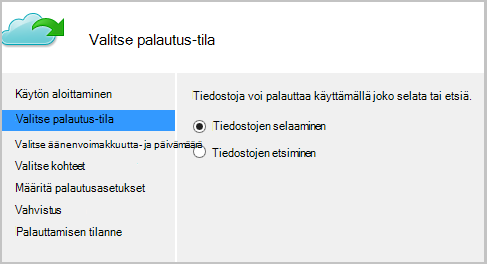 Valitse palautus-tila
Käytön aloittaminen
Valitse palautus-tila
Valitse äänenvoimakkuutta- ja päivämäärä
Valitse kohteet
Määritä palautusasetukset
Vahvistus
Palauttamisen tilanne
Tiedostoja voi palauttaa käyttämällä joko selata tai etsiä.
Tiedostojen selaaminen
Tiedostojen etsiminen